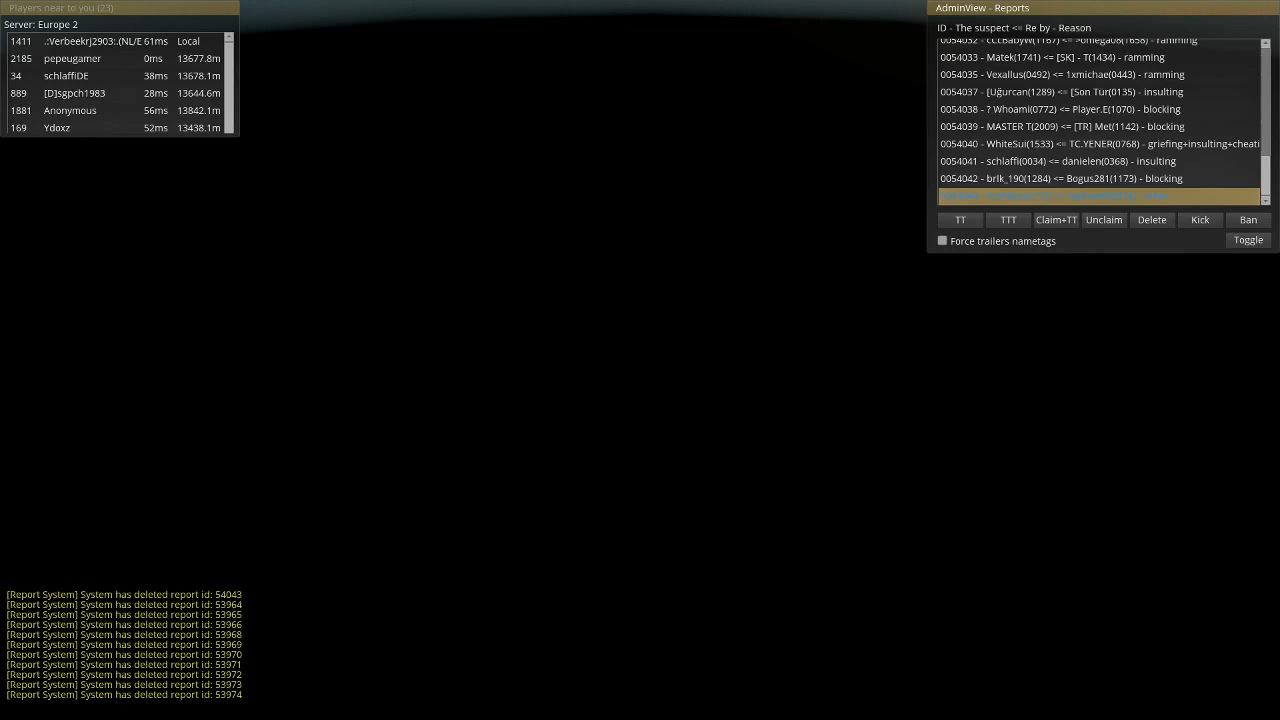 Players near to you (23)
Server: Europe 2
1411 .:Verbeekrj2903:.(NL/E 61ms Local
2185 pepeugamer 0ms 13677.8m
34 schlaffiDE 38ms 13678.1m
889 [D]sgpch1983 28ms 13644.6m
1881 Anonymous 56ms 13842.1m
169 Ydoxz 52ms 13438.1m
AdminView - Reports
ID - The suspect <= Re by - Reason
0054032 - cccBabyW(1167) <= >omega08(1658) - ramming
0054033 - Matek(1741) <= [SK] - T(1434) - ramming
0054035 - Vexallus(0492) <= 1xmichae(0443) - ramming
0054037 - [Uğurcan(1289) <= [Son Tür(0135) - insulting
0054038 - ? Whoami(0772) <= Player.E(1070) - blocking
0054039 - MASTER T(2009) <= [TR] Met(1142) - blocking
0054040 - WhiteSui(1533) <= TC.YENER(0768) - griefing+insulting+cheati
0054041 - schlaffi(0034) <= danielen(0368) - insulting
0054042 - brlk_190(1284) <= Bogus281(1173) - blocking
TT TTT Claim+TT Unclaim Delete Kick Ban
Force trailers nametags Toggle
[Report System] System has deleted report id: 54043
[Report System] System has deleted report id: 53964
[Report System] System has deleted report id: 53965
[Report System] System has deleted report id: 53966
[Report System] System has deleted report id: 53968
[Report System] System has deleted report id: 53969
[Report System] System has deleted report id: 53970
[Report System] System has deleted report id: 53971
[Report System] System has deleted report id: 53972
[Report System] System has deleted report id: 53973
[Report System] System has deleted report id: 53974